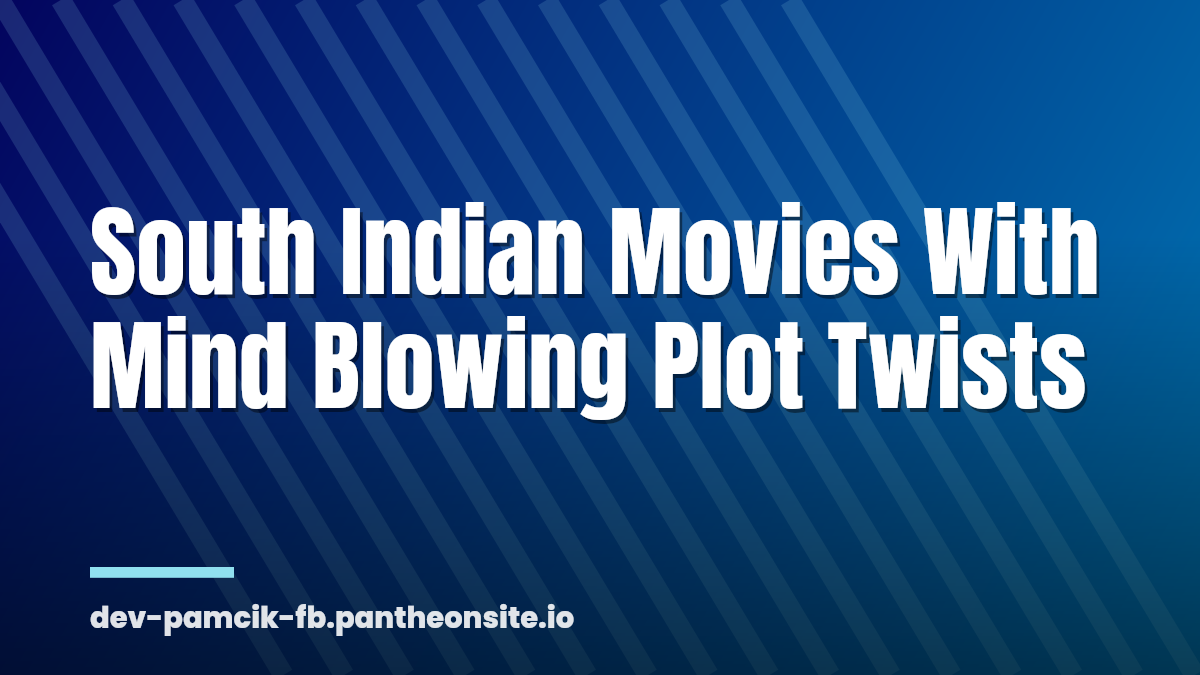 South Indian Movies With
Mind Blowing Plot Twists
dev-pamcik-fb.pantheonsite.io